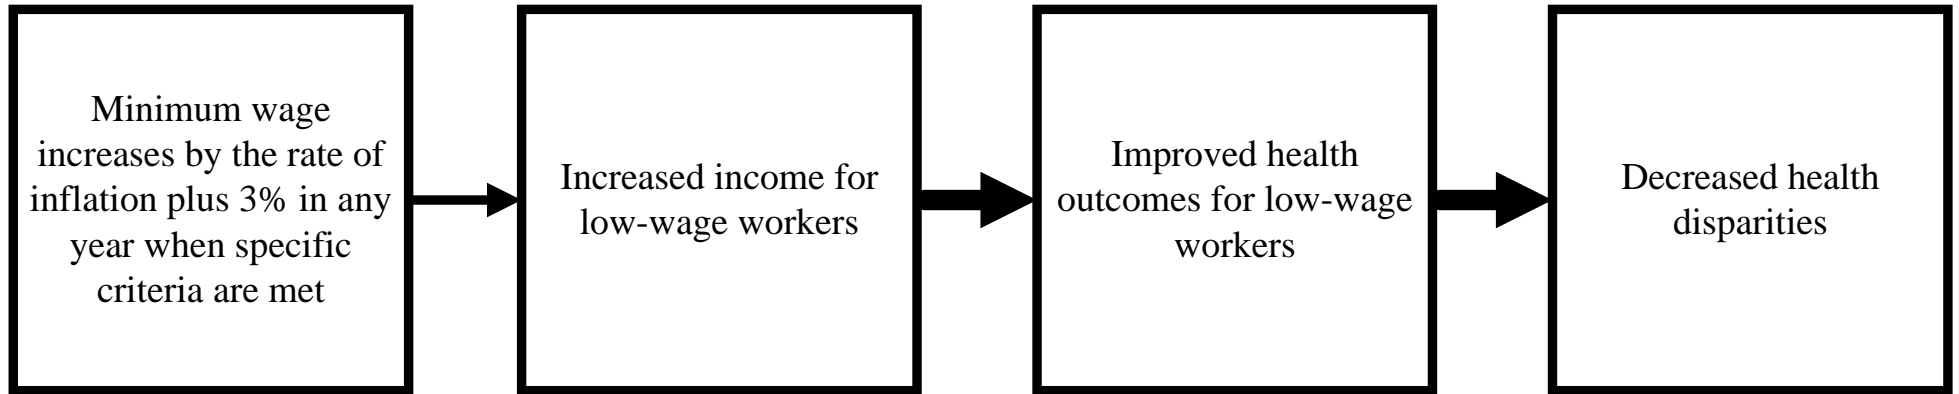 Minimum wage
increases by the rate of
inflation plus 3% in any
year when specific
criteria are met
Increased income for
low-wage workers
Improved health
outcomes for low-wage
workers
Decreased health
disparities